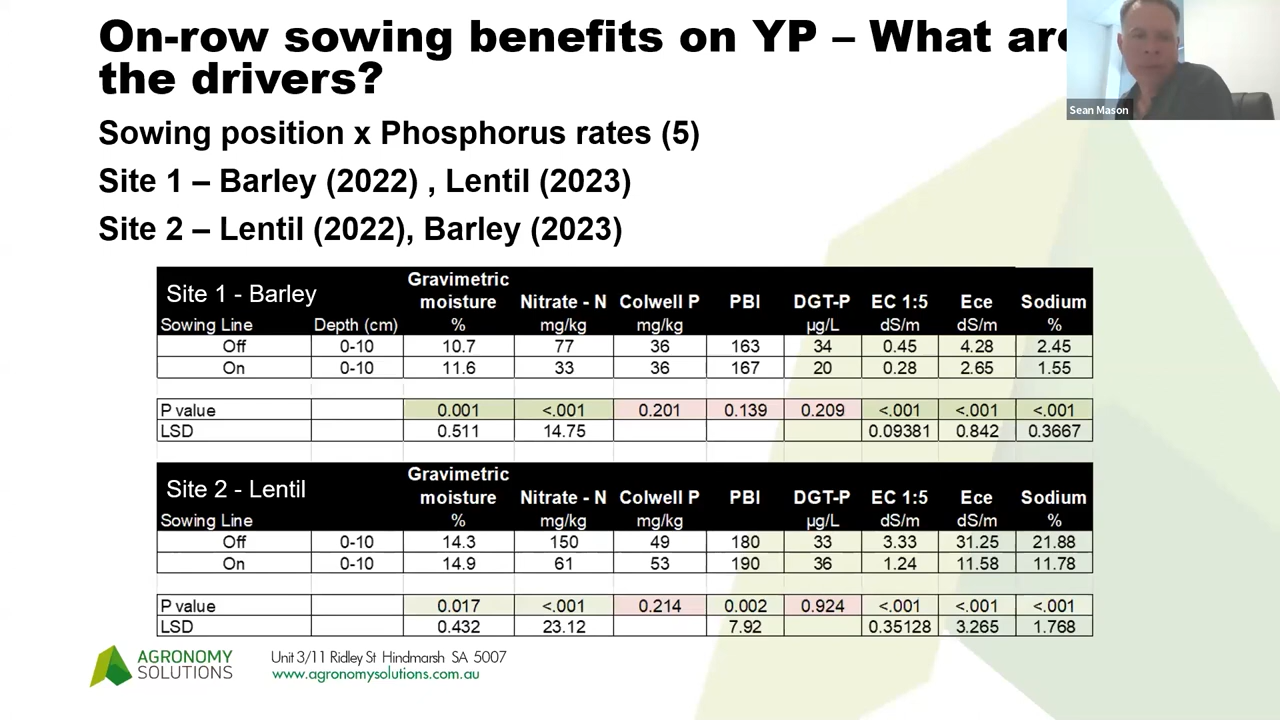 On-row sowing benefits on YP – What are
the drivers?
Sean Mason
Sowing position x Phosphorus rates (5)
Site 1 – Barley (2022) , Lentil (2023)
Site 2 – Lentil (2022), Barley (2023)
Site 1 - Barley Gravimetric moisture Nitrate - N Colwell P PBI DGT-P EC 1:5 Ece Sodium
Sowing Line Depth (cm) % mg/kg mg/kg µg/L dS/m dS/m %
Off 0-10 10.7 77 36 163 34 0.45 4.28 2.45
On 0-10 11.6 33 36 167 20 0.28 2.65 1.55
P value 0.001 <.001 0.201 0.139 0.209 <.001 <.001 <.001
LSD 0.511 14.75 0.09381 0.842 0.3667
Site 2 - Lentil Gravimetric moisture Nitrate - N Colwell P PBI DGT-P EC 1:5 Ece Sodium
Sowing Line % mg/kg mg/kg µg/L dS/m dS/m %
Off 0-10 14.3 150 49 180 33 3.33 31.25 21.88
On 0-10 14.9 61 53 190 36 1.24 11.58 11.78
P value 0.017 <.001 0.214 0.002 0.924 <.001 <.001 <.001
LSD 0.432 23.12 7.92 0.35128 3.265 1.768
AGRONOMY
SOLUTIONS
Unit 3/11 Ridley St Hindmarsh SA 5007
www.agronomysolutions.com.au